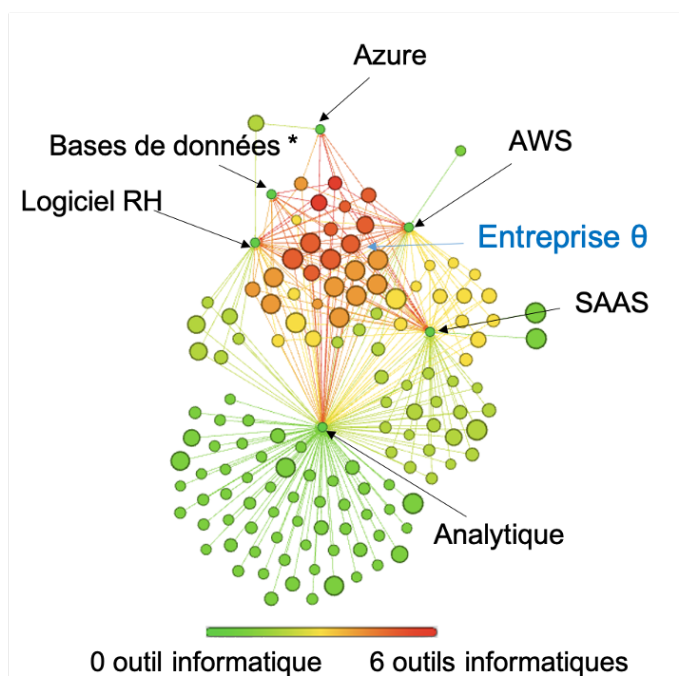 Azure
Bases de données *
AWS
Logiciel RH
Entreprise θ
SAAS
Analytique
0 outil informatique
6 outils informatiques